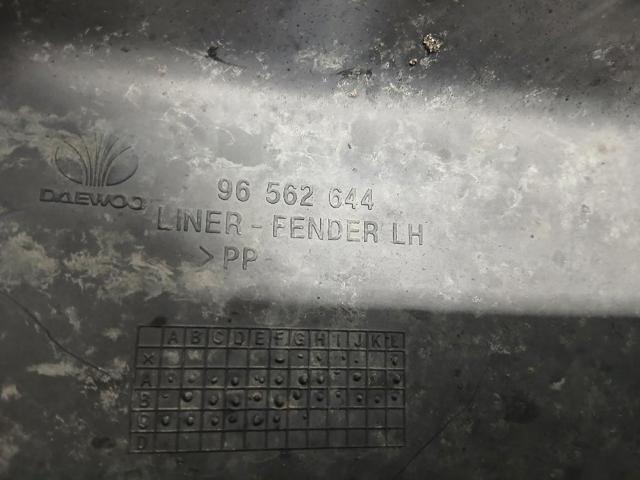 DAEWOO
96 562 644
LINER - FENDER LH
>PP
A B C D E F G H I J K L
X
A
B
C
D